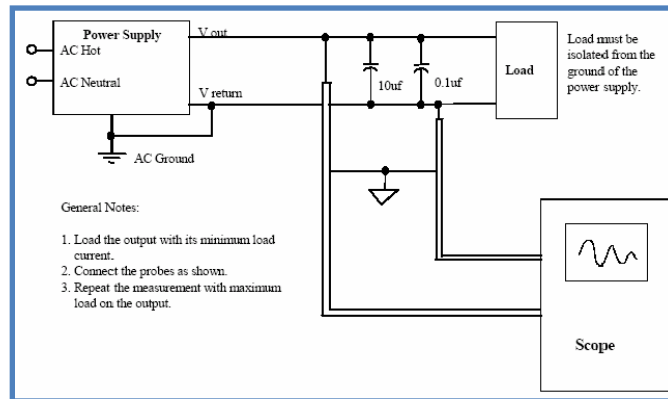 Power Supply
V out
AC Hot
AC Neutral
V return
AC Ground
10uf
0.1uf
Load
Load must be
isolated from the
ground of the
power supply.
General Notes:
1. Load the output with its minimum load
current.
2. Connect the probes as shown.
3. Repeat the measurement with maximum
load on the output.
Scope